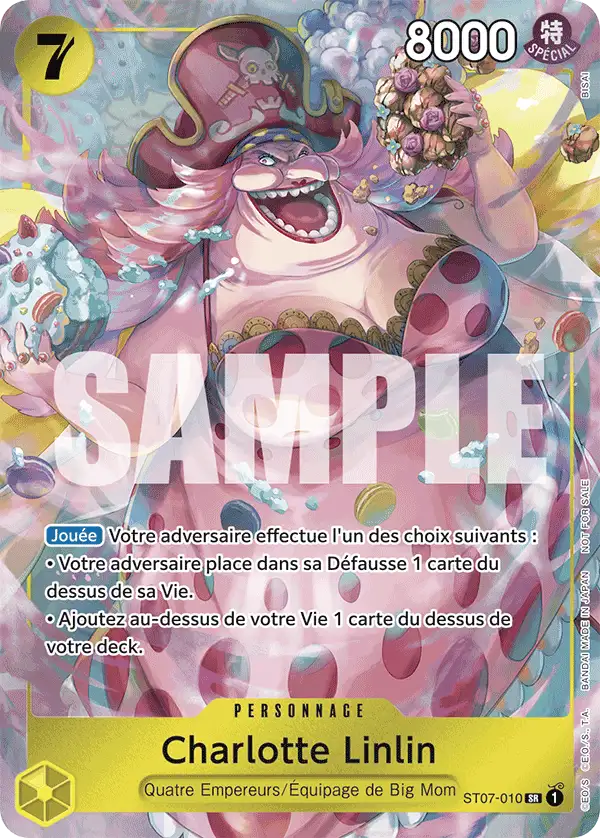 7
8000
特
SPÉCIAL
BISAI
SAMPLE
Jouée Votre adversaire effectue l'un des choix suivants :
• Votre adversaire place dans sa Défausse 1 carte du
dessus de sa Vie.
• Ajoutez au-dessus de votre Vie 1 carte du dessus de
votre deck.
PERSONNAGE
Charlotte Linlin
Quatre Empereurs/Équipage de Big Mom
ST07-010 SR 1
©E.O/S. ©E.O/S., T.A. BANDAI MADE IN JAPAN NOT FOR SALE